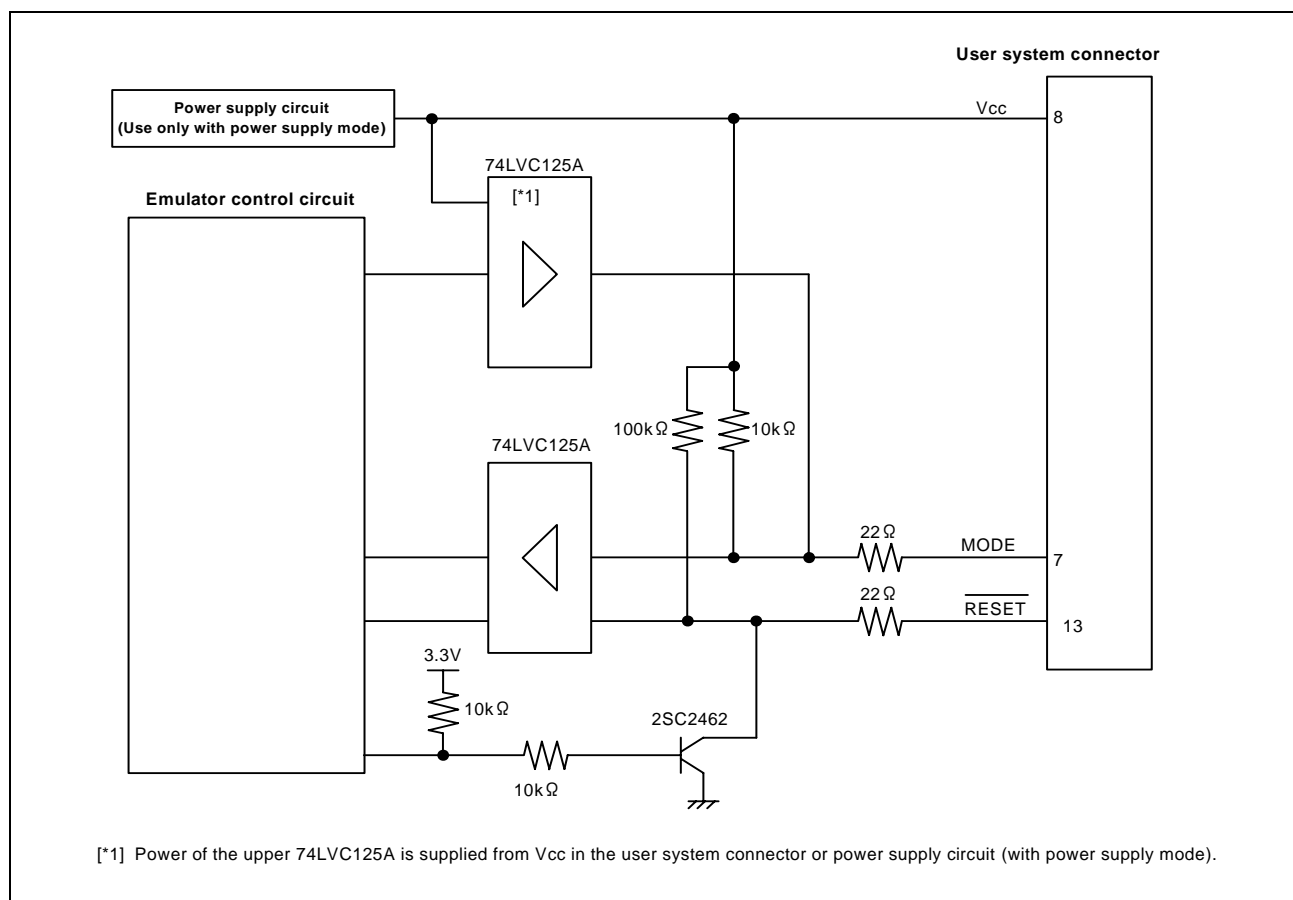 User system connector
Power supply circuit
(Use only with power supply mode)
Vcc
8
74LVC125A
[*1]
Emulator control circuit
100kΩ
10kΩ
74LVC125A
22Ω
MODE
7
22Ω
RESET
13
3.3V
10kΩ
2SC2462
10kΩ
[*1] Power of the upper 74LVC125A is supplied from Vcc in the user system connector or power supply circuit (with power supply mode).